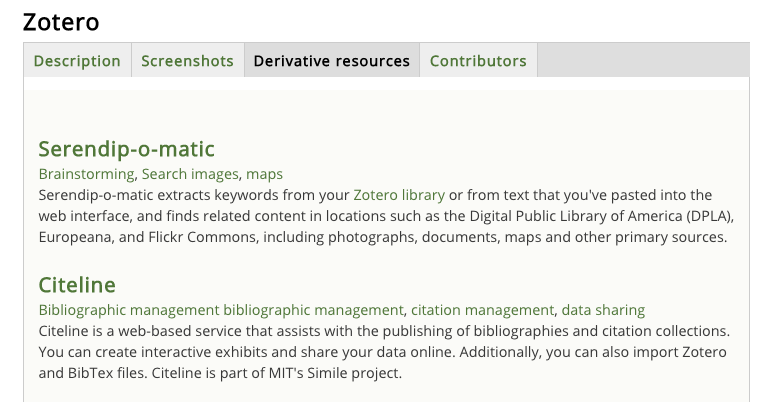 Zotero
Description Screenshots Derivative resources Contributors
Serendip-o-matic
Brainstorming, Search images, maps
Serendip-o-matic extracts keywords from your Zotero library or from text that you've pasted into the
web interface, and finds related content in locations such as the Digital Public Library of America (DPLA),
Europeana, and Flickr Commons, including photographs, documents, maps and other primary sources.
Citeline
Bibliographic management bibliographic management, citation management, data sharing
Citeline is a web-based service that assists with the publishing of bibliographies and citation collections.
You can create interactive exhibits and share your data online. Additionally, you can also import Zotero
and BibTex files. Citeline is part of MIT's Simile project.